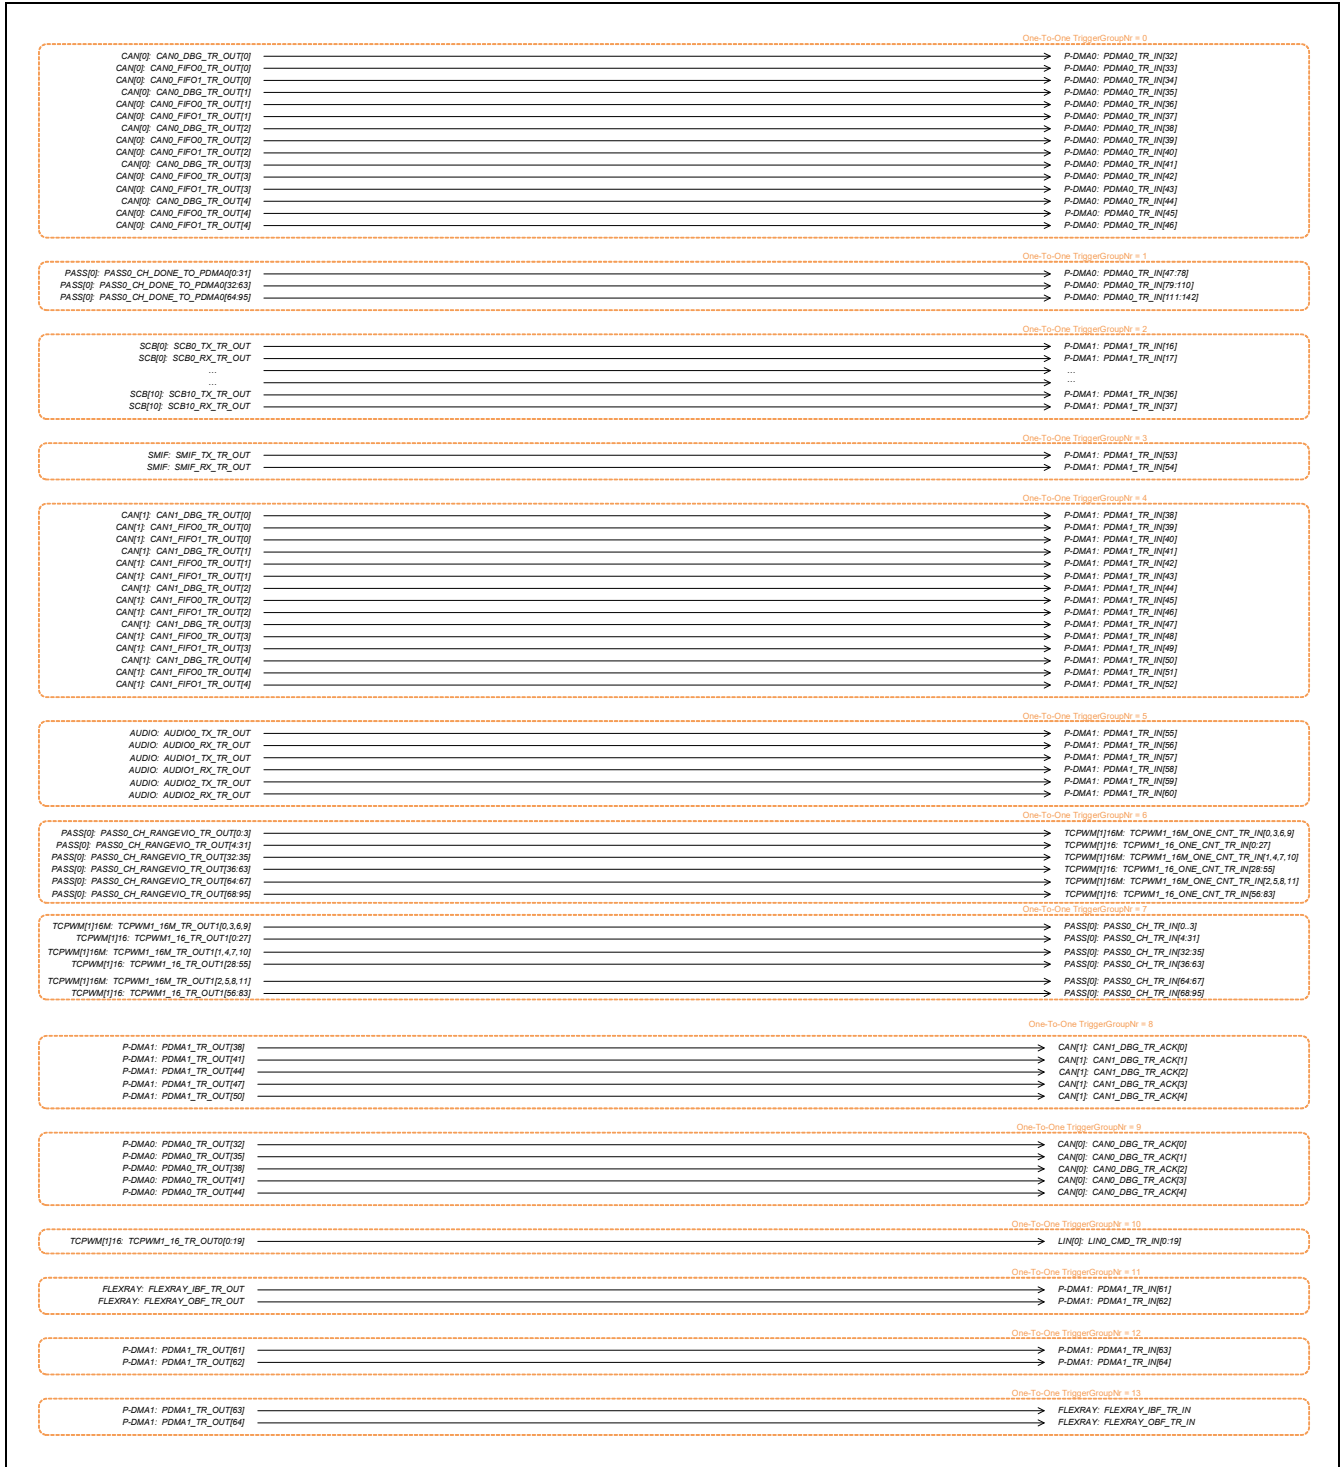 One-To-One TriggerGroupNr = 0
CAN[0]: CAN0_DBG_TR_OUT[0] P-DMA0: PDMA0_TR_IN[32]
CAN[0]: CAN0_FIFO0_TR_OUT[0] P-DMA0: PDMA0_TR_IN[33]
CAN[0]: CAN0_FIFO1_TR_OUT[0] P-DMA0: PDMA0_TR_IN[34]
CAN[0]: CAN0_DBG_TR_OUT[1] P-DMA0: PDMA0_TR_IN[35]
CAN[0]: CAN0_FIFO0_TR_OUT[1] P-DMA0: PDMA0_TR_IN[36]
CAN[0]: CAN0_FIFO1_TR_OUT[1] P-DMA0: PDMA0_TR_IN[37]
CAN[0]: CAN0_DBG_TR_OUT[2] P-DMA0: PDMA0_TR_IN[38]
CAN[0]: CAN0_FIFO0_TR_OUT[2] P-DMA0: PDMA0_TR_IN[39]
CAN[0]: CAN0_FIFO1_TR_OUT[2] P-DMA0: PDMA0_TR_IN[40]
CAN[0]: CAN0_DBG_TR_OUT[3] P-DMA0: PDMA0_TR_IN[41]
CAN[0]: CAN0_FIFO0_TR_OUT[3] P-DMA0: PDMA0_TR_IN[42]
CAN[0]: CAN0_FIFO1_TR_OUT[3] P-DMA0: PDMA0_TR_IN[43]
CAN[0]: CAN0_DBG_TR_OUT[4] P-DMA0: PDMA0_TR_IN[44]
CAN[0]: CAN0_FIFO0_TR_OUT[4] P-DMA0: PDMA0_TR_IN[45]
CAN[0]: CAN0_FIFO1_TR_OUT[4] P-DMA0: PDMA0_TR_IN[46]
One-To-One TriggerGroupNr = 1
PASS[0]: PASS0_CH_DONE_TO_PDMA0[0:31] P-DMA0: PDMA0_TR_IN[47:78]
PASS[0]: PASS0_CH_DONE_TO_PDMA0[32:63] P-DMA0: PDMA0_TR_IN[79:110]
PASS[0]: PASS0_CH_DONE_TO_PDMA0[64:95] P-DMA0: PDMA0_TR_IN[111:142]
One-To-One TriggerGroupNr = 2
SCB[0]: SCB0_TX_TR_OUT P-DMA1: PDMA1_TR_IN[16]
SCB[0]: SCB0_RX_TR_OUT P-DMA1: PDMA1_TR_IN[17]
... ...
... ...
SCB[10]: SCB10_TX_TR_OUT P-DMA1: PDMA1_TR_IN[36]
SCB[10]: SCB10_RX_TR_OUT P-DMA1: PDMA1_TR_IN[37]
One-To-One TriggerGroupNr = 3
SMIF: SMIF_TX_TR_OUT P-DMA1: PDMA1_TR_IN[53]
SMIF: SMIF_RX_TR_OUT P-DMA1: PDMA1_TR_IN[54]
One-To-One TriggerGroupNr = 4
CAN[1]: CAN1_DBG_TR_OUT[0] P-DMA1: PDMA1_TR_IN[38]
CAN[1]: CAN1_FIFO0_TR_OUT[0] P-DMA1: PDMA1_TR_IN[39]
CAN[1]: CAN1_FIFO1_TR_OUT[0] P-DMA1: PDMA1_TR_IN[40]
CAN[1]: CAN1_DBG_TR_OUT[1] P-DMA1: PDMA1_TR_IN[41]
CAN[1]: CAN1_FIFO0_TR_OUT[1] P-DMA1: PDMA1_TR_IN[42]
CAN[1]: CAN1_FIFO1_TR_OUT[1] P-DMA1: PDMA1_TR_IN[43]
CAN[1]: CAN1_DBG_TR_OUT[2] P-DMA1: PDMA1_TR_IN[44]
CAN[1]: CAN1_FIFO0_TR_OUT[2] P-DMA1: PDMA1_TR_IN[45]
CAN[1]: CAN1_FIFO1_TR_OUT[2] P-DMA1: PDMA1_TR_IN[46]
CAN[1]: CAN1_DBG_TR_OUT[3] P-DMA1: PDMA1_TR_IN[47]
CAN[1]: CAN1_FIFO0_TR_OUT[3] P-DMA1: PDMA1_TR_IN[48]
CAN[1]: CAN1_FIFO1_TR_OUT[3] P-DMA1: PDMA1_TR_IN[49]
CAN[1]: CAN1_DBG_TR_OUT[4] P-DMA1: PDMA1_TR_IN[50]
CAN[1]: CAN1_FIFO0_TR_OUT[4] P-DMA1: PDMA1_TR_IN[51]
CAN[1]: CAN1_FIFO1_TR_OUT[4] P-DMA1: PDMA1_TR_IN[52]
One-To-One TriggerGroupNr = 5
AUDIO: AUDIO0_TX_TR_OUT P-DMA1: PDMA1_TR_IN[55]
AUDIO: AUDIO0_RX_TR_OUT P-DMA1: PDMA1_TR_IN[56]
AUDIO: AUDIO1_TX_TR_OUT P-DMA1: PDMA1_TR_IN[57]
AUDIO: AUDIO1_RX_TR_OUT P-DMA1: PDMA1_TR_IN[58]
AUDIO: AUDIO2_TX_TR_OUT P-DMA1: PDMA1_TR_IN[59]
AUDIO: AUDIO2_RX_TR_OUT P-DMA1: PDMA1_TR_IN[60]
One-To-One TriggerGroupNr = 6
PASS[0]: PASS0_CH_RANGEVIO_TR_OUT[0:3] TCPWM[1]16M: TCPWM1_16M_ONE_CNT_TR_IN[0,3,6,9]
PASS[0]: PASS0_CH_RANGEVIO_TR_OUT[4:31] TCPWM[1]16: TCPWM1_16_ONE_CNT_TR_IN[0:27]
PASS[0]: PASS0_CH_RANGEVIO_TR_OUT[32:35] TCPWM[1]16M: TCPWM1_16M_ONE_CNT_TR_IN[1,4,7,10]
PASS[0]: PASS0_CH_RANGEVIO_TR_OUT[36:63] TCPWM[1]16: TCPWM1_16_ONE_CNT_TR_IN[28:55]
PASS[0]: PASS0_CH_RANGEVIO_TR_OUT[64:67] TCPWM[1]16M: TCPWM1_16M_ONE_CNT_TR_IN[2,5,8,11]
PASS[0]: PASS0_CH_RANGEVIO_TR_OUT[68:95] TCPWM[1]16: TCPWM1_16_ONE_CNT_TR_IN[56:83]
One-To-One TriggerGroupNr = 7
TCPWM[1]16M: TCPWM1_16M_TR_OUT1[0,3,6,9] PASS[0]: PASS0_CH_TR_IN[0..3]
TCPWM[1]16: TCPWM1_16_TR_OUT1[0:27] PASS[0]: PASS0_CH_TR_IN[4:31]
TCPWM[1]16M: TCPWM1_16M_TR_OUT1[1,4,7,10] PASS[0]: PASS0_CH_TR_IN[32:35]
TCPWM[1]16: TCPWM1_16_TR_OUT1[28:55] PASS[0]: PASS0_CH_TR_IN[36:63]
TCPWM[1]16M: TCPWM1_16M_TR_OUT1[2,5,8,11] PASS[0]: PASS0_CH_TR_IN[64:67]
TCPWM[1]16: TCPWM1_16_TR_OUT1[56:83] PASS[0]: PASS0_CH_TR_IN[68:95]
One-To-One TriggerGroupNr = 8
P-DMA1: PDMA1_TR_OUT[38] CAN[1]: CAN1_DBG_TR_ACK[0]
P-DMA1: PDMA1_TR_OUT[41] CAN[1]: CAN1_DBG_TR_ACK[1]
P-DMA1: PDMA1_TR_OUT[44] CAN[1]: CAN1_DBG_TR_ACK[2]
P-DMA1: PDMA1_TR_OUT[47] CAN[1]: CAN1_DBG_TR_ACK[3]
P-DMA1: PDMA1_TR_OUT[50] CAN[1]: CAN1_DBG_TR_ACK[4]
One-To-One TriggerGroupNr = 9
P-DMA0: PDMA0_TR_OUT[32] CAN[0]: CAN0_DBG_TR_ACK[0]
P-DMA0: PDMA0_TR_OUT[35] CAN[0]: CAN0_DBG_TR_ACK[1]
P-DMA0: PDMA0_TR_OUT[38] CAN[0]: CAN0_DBG_TR_ACK[2]
P-DMA0: PDMA0_TR_OUT[41] CAN[0]: CAN0_DBG_TR_ACK[3]
P-DMA0: PDMA0_TR_OUT[44] CAN[0]: CAN0_DBG_TR_ACK[4]
One-To-One TriggerGroupNr = 10
TCPWM[1]16: TCPWM1_16_TR_OUT0[0:19] LIN[0]: LIN0_CMD_TR_IN[0:19]
One-To-One TriggerGroupNr = 11
FLEXRAY: FLEXRAY_IBF_TR_OUT P-DMA1: PDMA1_TR_IN[61]
FLEXRAY: FLEXRAY_OBF_TR_OUT P-DMA1: PDMA1_TR_IN[62]
One-To-One TriggerGroupNr = 12
P-DMA1: PDMA1_TR_OUT[61] P-DMA1: PDMA1_TR_IN[63]
P-DMA1: PDMA1_TR_OUT[62] P-DMA1: PDMA1_TR_IN[64]
One-To-One TriggerGroupNr = 13
P-DMA1: PDMA1_TR_OUT[63] FLEXRAY: FLEXRAY_IBF_TR_IN
P-DMA1: PDMA1_TR_OUT[64] FLEXRAY: FLEXRAY_OBF_TR_IN